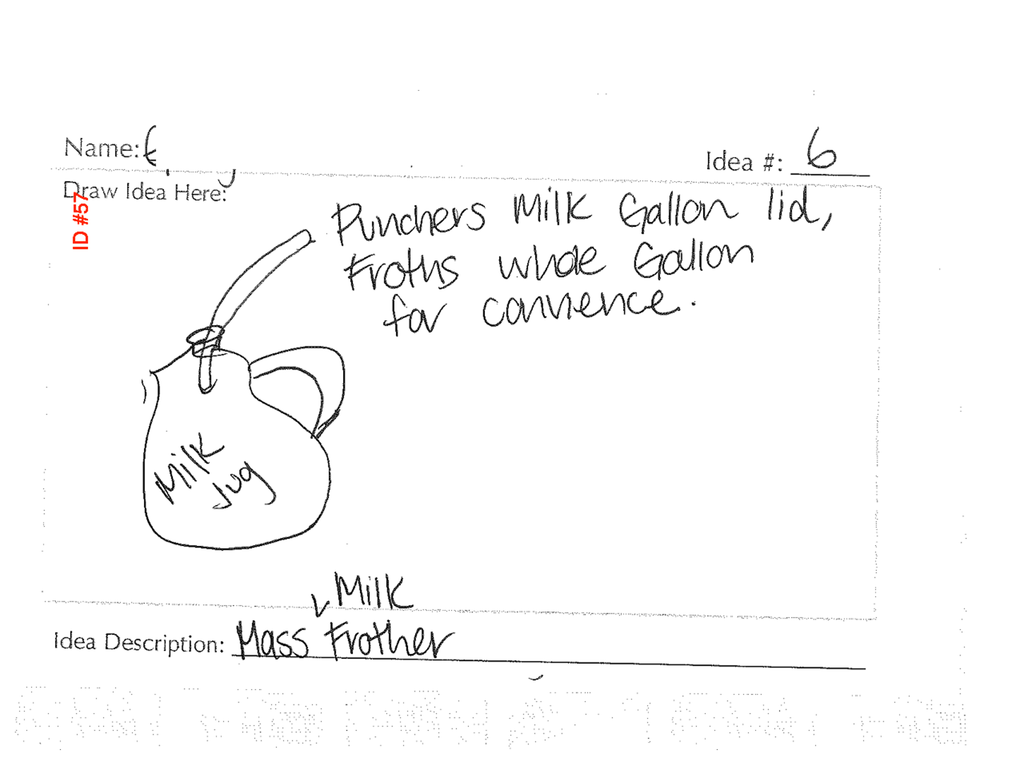 Name:
Idea #: 6
Draw Idea Here:
ID #57
Punchers Milk Gallon lid,
Froths whole Gallon
for convience.
Milk
Jug
Milk
Idea Description: Mass Frother